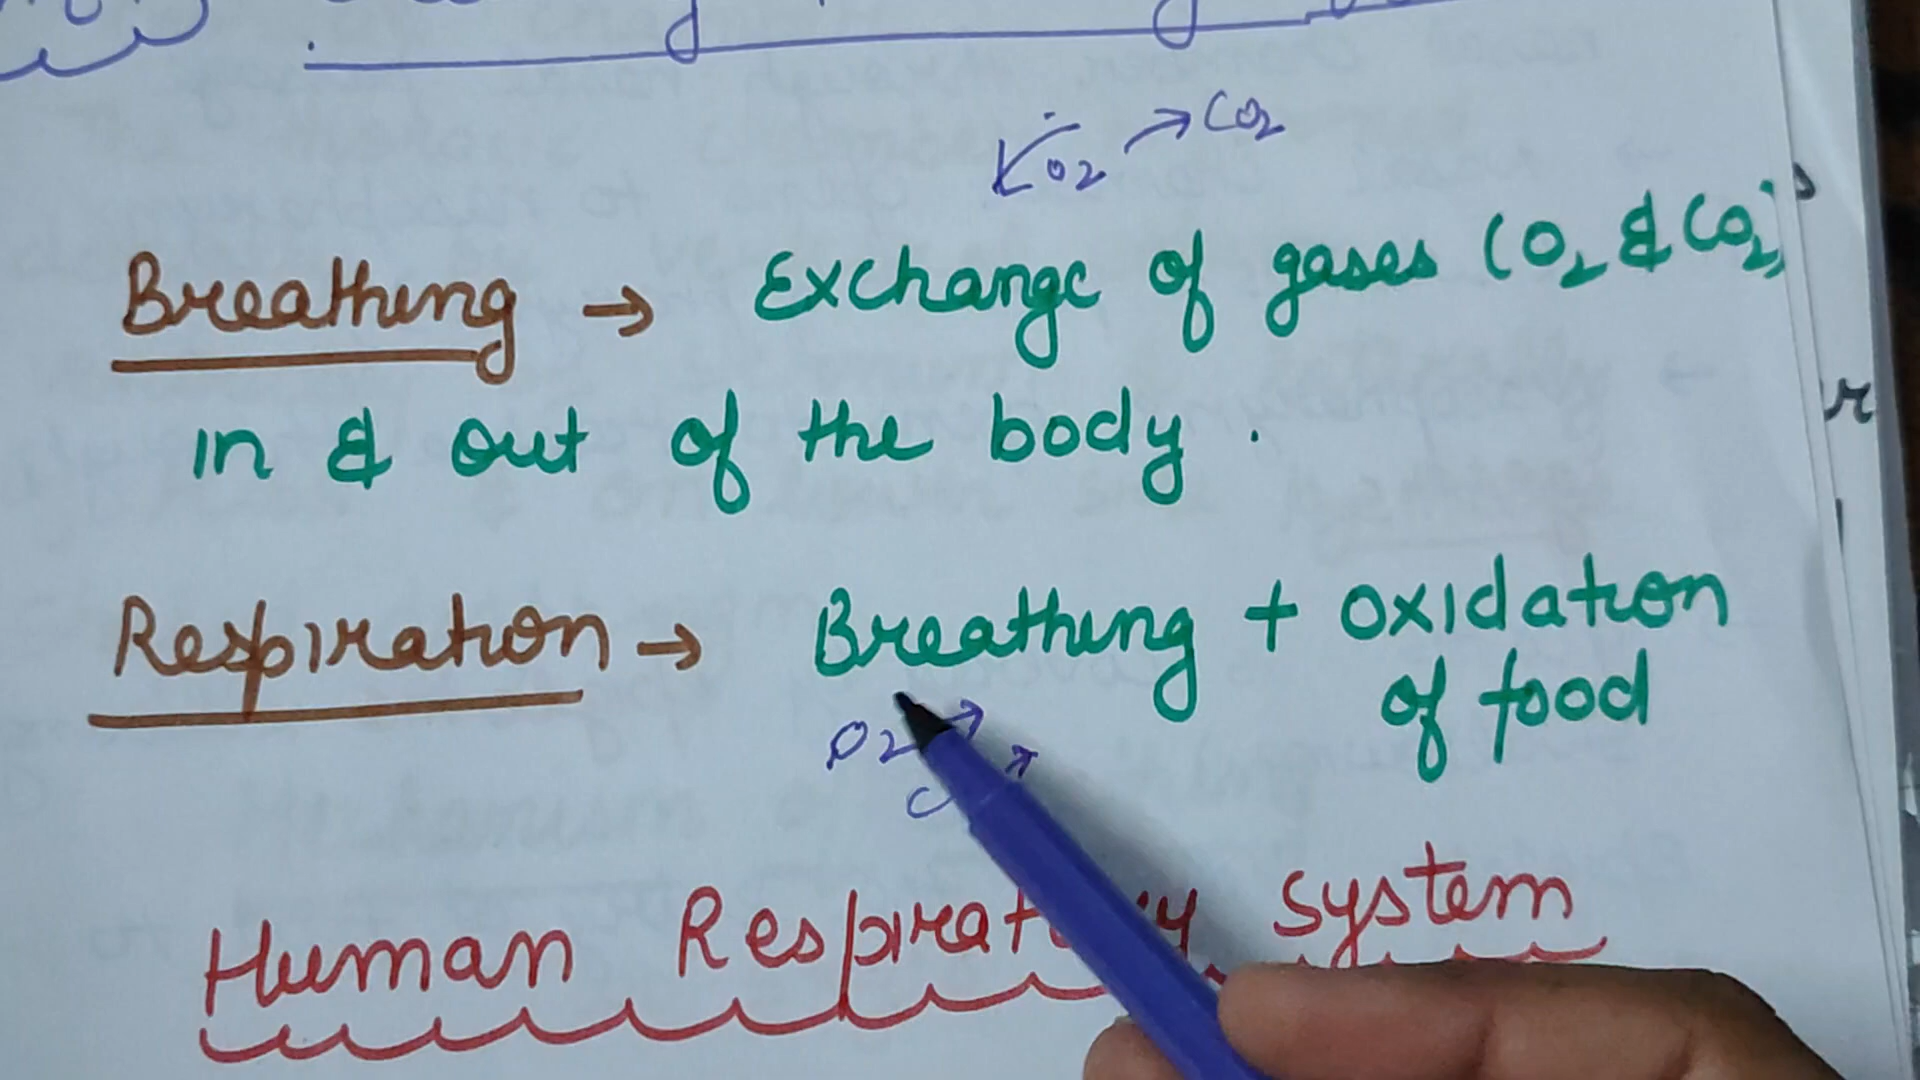 O2 → CO2
Breathing → Exchange of gases (O2 & CO2)
in & out of the body.
Respiration → Breathing + oxidation
of food
O2 →
Human Respiratory System